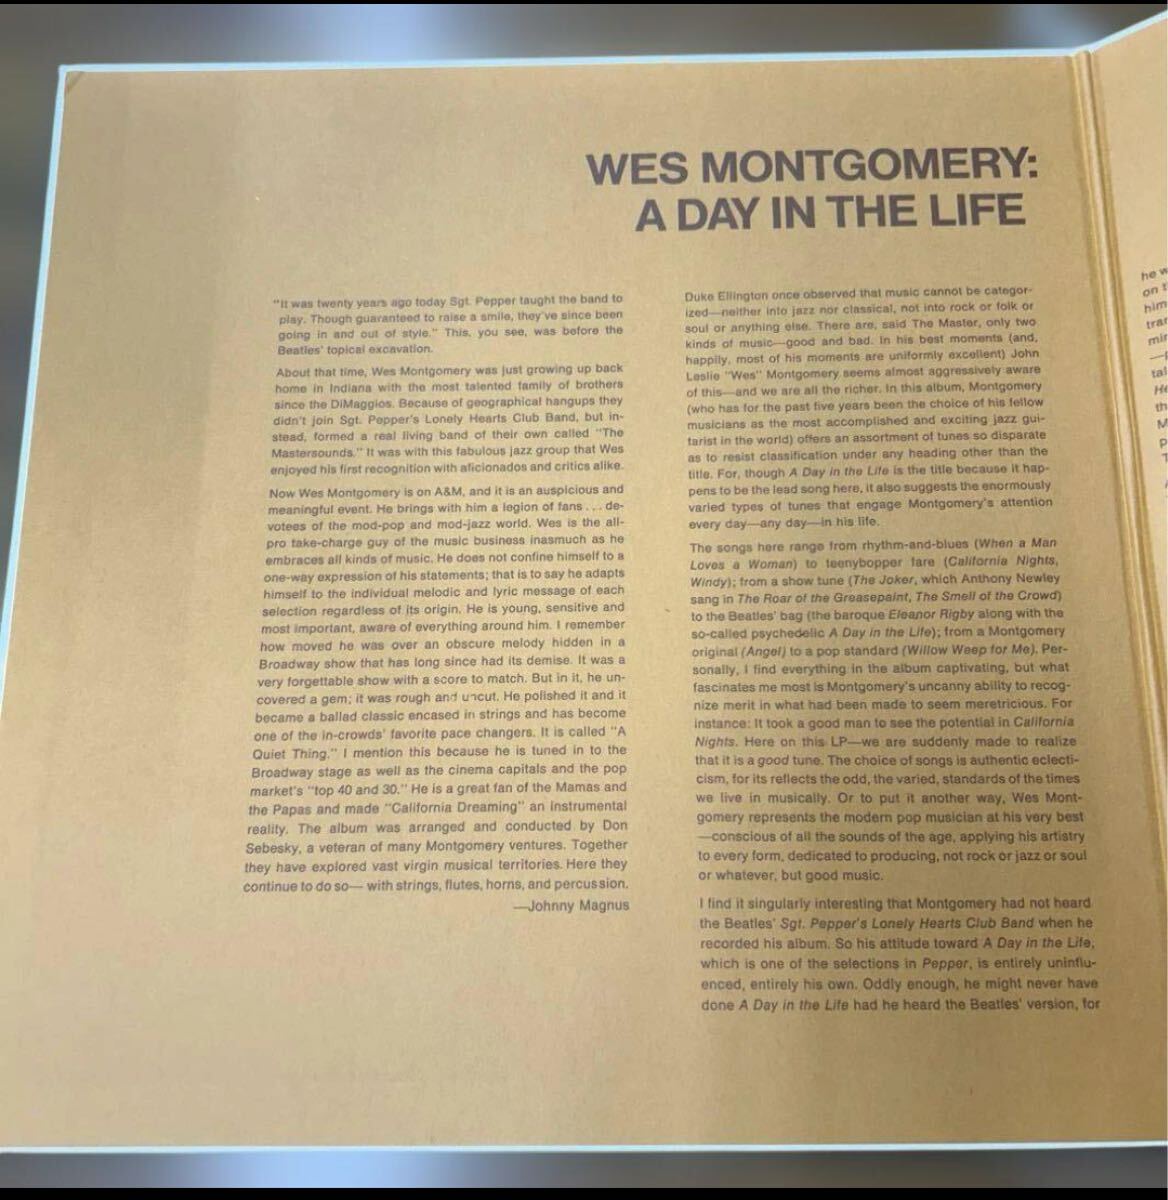 WES MONTGOMERY:
A DAY IN THE LIFE
"It was twenty years ago today Sgt. Pepper taught the band to
play. Though guaranteed to raise a smile, they've since been
going in and out of style." This, you see, was before the
Beatles' topical excavation.
About that time, Wes Montgomery was just growing up back
home in Indiana with the most talented family of brothers
since the DiMaggios. Because of geographical hangups they
didn't join Sgt. Pepper's Lonely Hearts Club Band, but in-
stead, formed a real living band of their own called "The
Mastersounds." It was with this fabulous jazz group that Wes
enjoyed his first recognition with aficionados and critics alike.
Now Wes Montgomery is on A&M, and it is an auspicious and
meaningful event. He brings with him a legion of fans . . . de-
votees of the mod-pop and mod-jazz world. Wes is the all-
pro take-charge guy of the music business inasmuch as he
embraces all kinds of music. He does not confine himself to a
one-way expression of his statements; that is to say he adapts
himself to the individual melodic and lyric message of each
selection regardless of its origin. He is young, sensitive and
most important, aware of everything around him. I remember
how moved he was over an obscure melody hidden in a
Broadway show that has long since had its demise. It was a
very forgettable show with a score to match. But in it, he un-
covered a gem; it was rough and uncut. He polished it and it
became a ballad classic encased in strings and has become
one of the in-crowds' favorite pace changers. It is called "A
Quiet Thing." I mention this because he is tuned in to the
Broadway stage as well as the cinema capitals and the pop
market's "top 40 and 30." He is a great fan of the Mamas and
the Papas and made "California Dreaming" an instrumental
reality. The album was arranged and conducted by Don
Sebesky, a veteran of many Montgomery ventures. Together
they have explored vast virgin musical territories. Here they
continue to do so— with strings, flutes, horns, and percussion.
—Johnny Magnus
Duke Ellington once observed that music cannot be categor-
ized—neither into jazz nor classical, not into rock or folk or
soul or anything else. There are, said The Master, only two
kinds of music—good and bad. In his best moments (and,
happily, most of his moments are uniformly excellent) John
Leslie "Wes" Montgomery seems almost aggressively aware
of this—and we are all the richer. In this album, Montgomery
(who has for the past five years been the choice of his fellow
musicians as the most accomplished and exciting jazz gui-
tarist in the world) offers an assortment of tunes so disparate
as to resist classification under any heading other than the
title. For, though A Day in the Life is the title because it hap-
pens to be the lead song here, it also suggests the enormously
varied types of tunes that engage Montgomery's attention
every day—any day—in his life.
The songs here range from rhythm-and-blues (When a Man
Loves a Woman) to teenybopper fare (California Nights,
Windy); from a show tune (The Joker, which Anthony Newley
sang in The Roar of the Greasepaint, The Smell of the Crowd)
to the Beatles' bag (the baroque Eleanor Rigby along with the
so-called psychedelic A Day in the Life); from a Montgomery
original (Angel) to a pop standard (Willow Weep for Me). Per-
sonally, I find everything in the album captivating, but what
fascinates me most is Montgomery's uncanny ability to recog-
nize merit in what had been made to seem meretricious. For
instance: It took a good man to see the potential in California
Nights. Here on this LP—we are suddenly made to realize
that it is a good tune. The choice of songs is authentic eclecti-
cism, for its reflects the odd, the varied, standards of the times
we live in musically. Or to put it another way, Wes Mont-
gomery represents the modern pop musician at his very best
—conscious of all the sounds of the age, applying his artistry
to every form, dedicated to producing, not rock or jazz or soul
or whatever, but good music.
I find it singularly interesting that Montgomery had not heard
the Beatles' Sgt. Pepper's Lonely Hearts Club Band when he
recorded his album. So his attitude toward A Day in the Life,
which is one of the selections in Pepper, is entirely uninflu-
enced, entirely his own. Oddly enough, he might never have
done A Day in the Life had he heard the Beatles' version, for